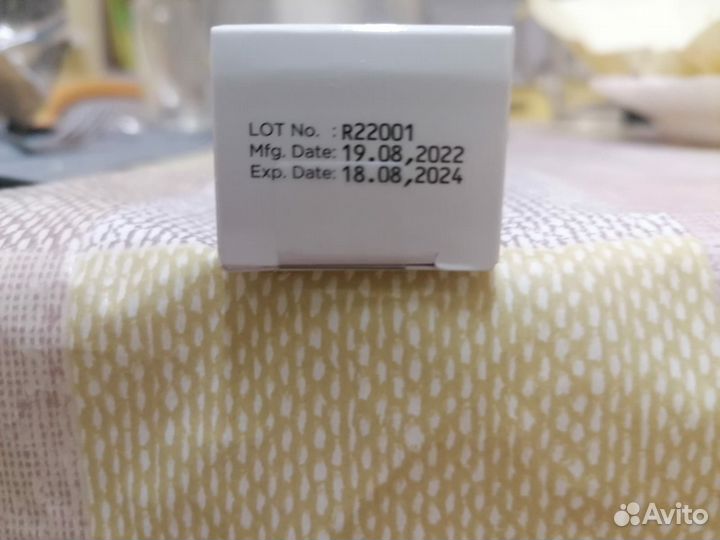 LOT No. : R22001
Mfg. Date: 19.08,2022
Exp. Date: 18.08,2024
Avito